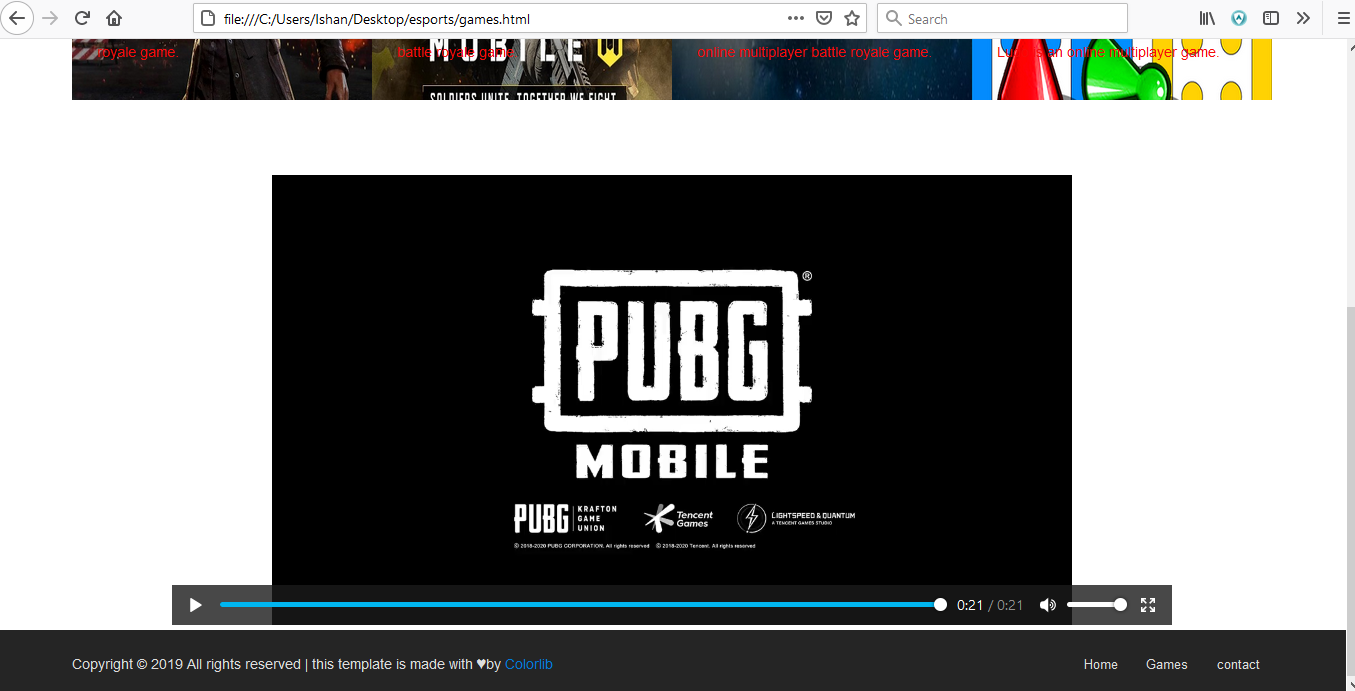 file:///C:/Users/Ishan/Desktop/esports/games.html
Search
royale game.
battle royale game.
online multiplayer battle royale game.
Ludo is an online multiplayer game.
MOBILE
SOLDIERS UNITE, TOGETHER WE FIGHT
PUBG®
MOBILE
PUBG KRAFTON GAME UNION
Tencent Games
LIGHTSPEED & QUANTUM
A TENCENT GAMES STUDIO
© 2018-2020 PUBG CORPORATION. All rights reserved © 2018-2020 Tencent. All rights reserved
0:21 / 0:21
Copyright © 2019 All rights reserved | this template is made with ♥by Colorlib
Home Games contact